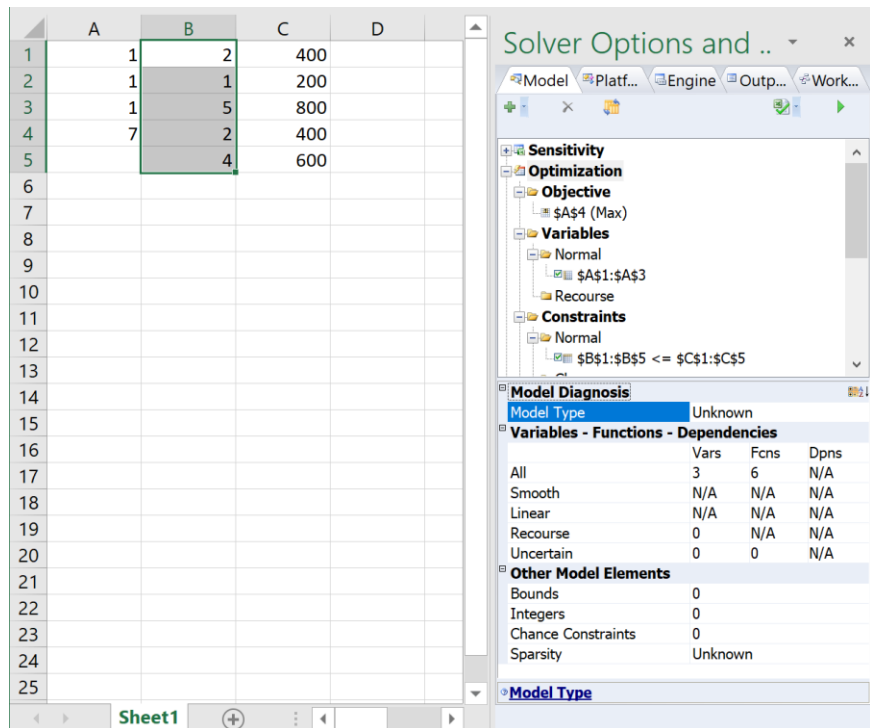 A B C D
1 1 2 400
2 1 1 200
3 1 5 800
4 7 2 400
5 4 600
6
7
8
9
10
11
12
13
14
15
16
17
18
19
20
21
22
23
24
25
Sheet1
Solver Options and ..
Model Platf... Engine Outp... Work...
Sensitivity
Optimization
Objective
$A$4 (Max)
Variables
Normal
$A$1:$A$3
Recourse
Constraints
Normal
$B$1:$B$5 <= $C$1:$C$5
Model Diagnosis
Model Type Unknown
Variables - Functions - Dependencies
Vars Fcns Dpns
All 3 6 N/A
Smooth N/A N/A N/A
Linear N/A N/A N/A
Recourse 0 N/A N/A
Uncertain 0 0 N/A
Other Model Elements
Bounds 0
Integers 0
Chance Constraints 0
Sparsity Unknown
Model Type